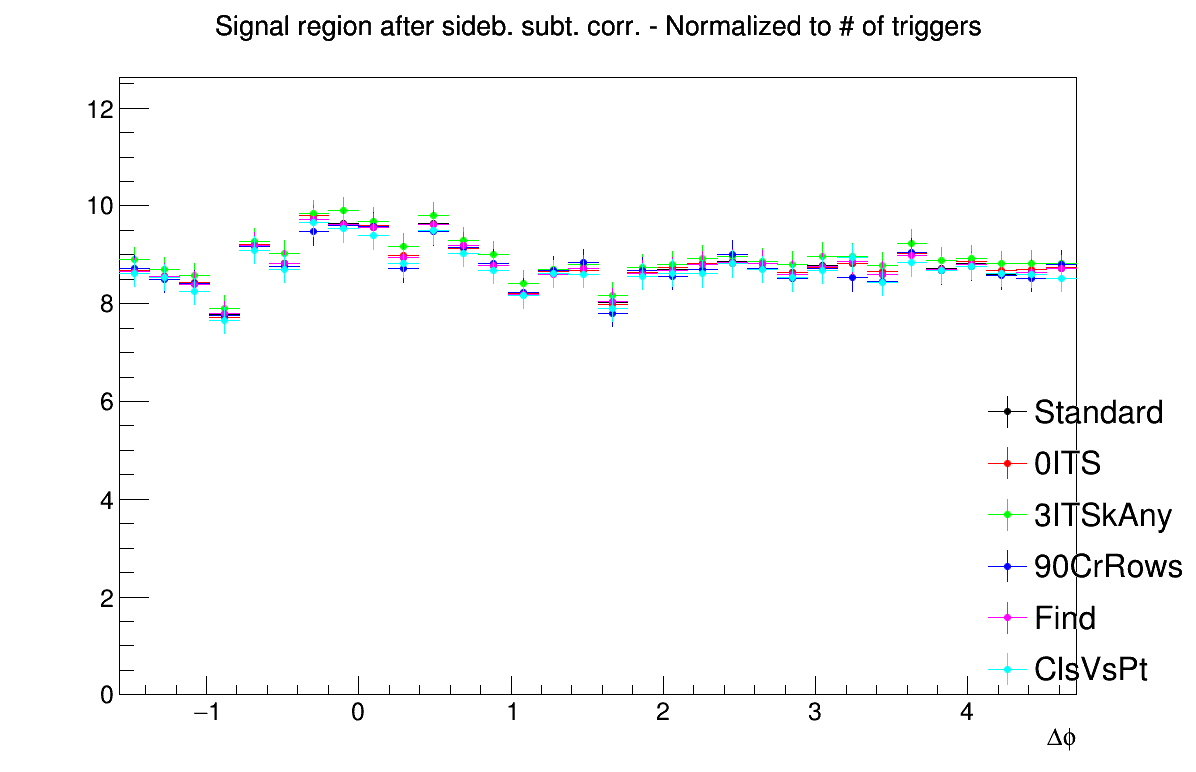 Signal region after sideb. subt. corr. - Normalized to # of triggers
12
10
8
6
4
2
0
Standard
0ITS
3ITSkAny
90CrRows
Find
ClsVsPt
−1 0 1 2 3 4
Δϕ